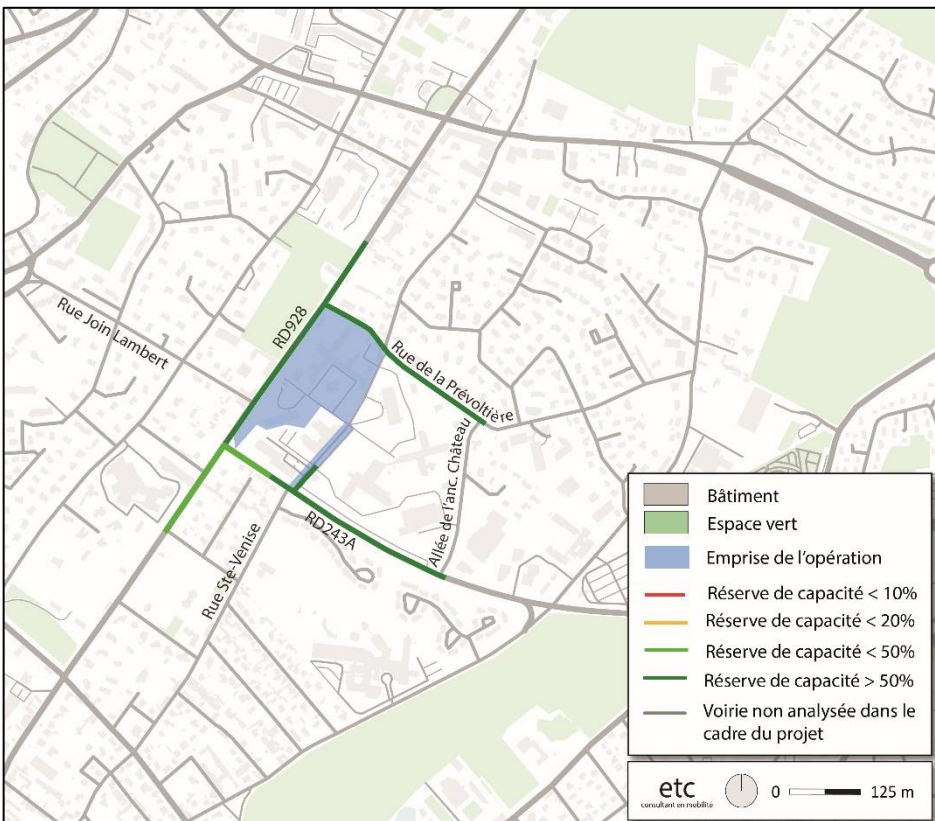 RD928
Rue Join Lambert
Rue de la Prévoltière
Allée de l'anc. Château
RD243A
Rue Ste-Venise
Bâtiment
Espace vert
Emprise de l'opération
Réserve de capacité < 10%
Réserve de capacité < 20%
Réserve de capacité < 50%
Réserve de capacité > 50%
Voirie non analysée dans le
cadre du projet
etc
consultant en mobilité
0 125 m